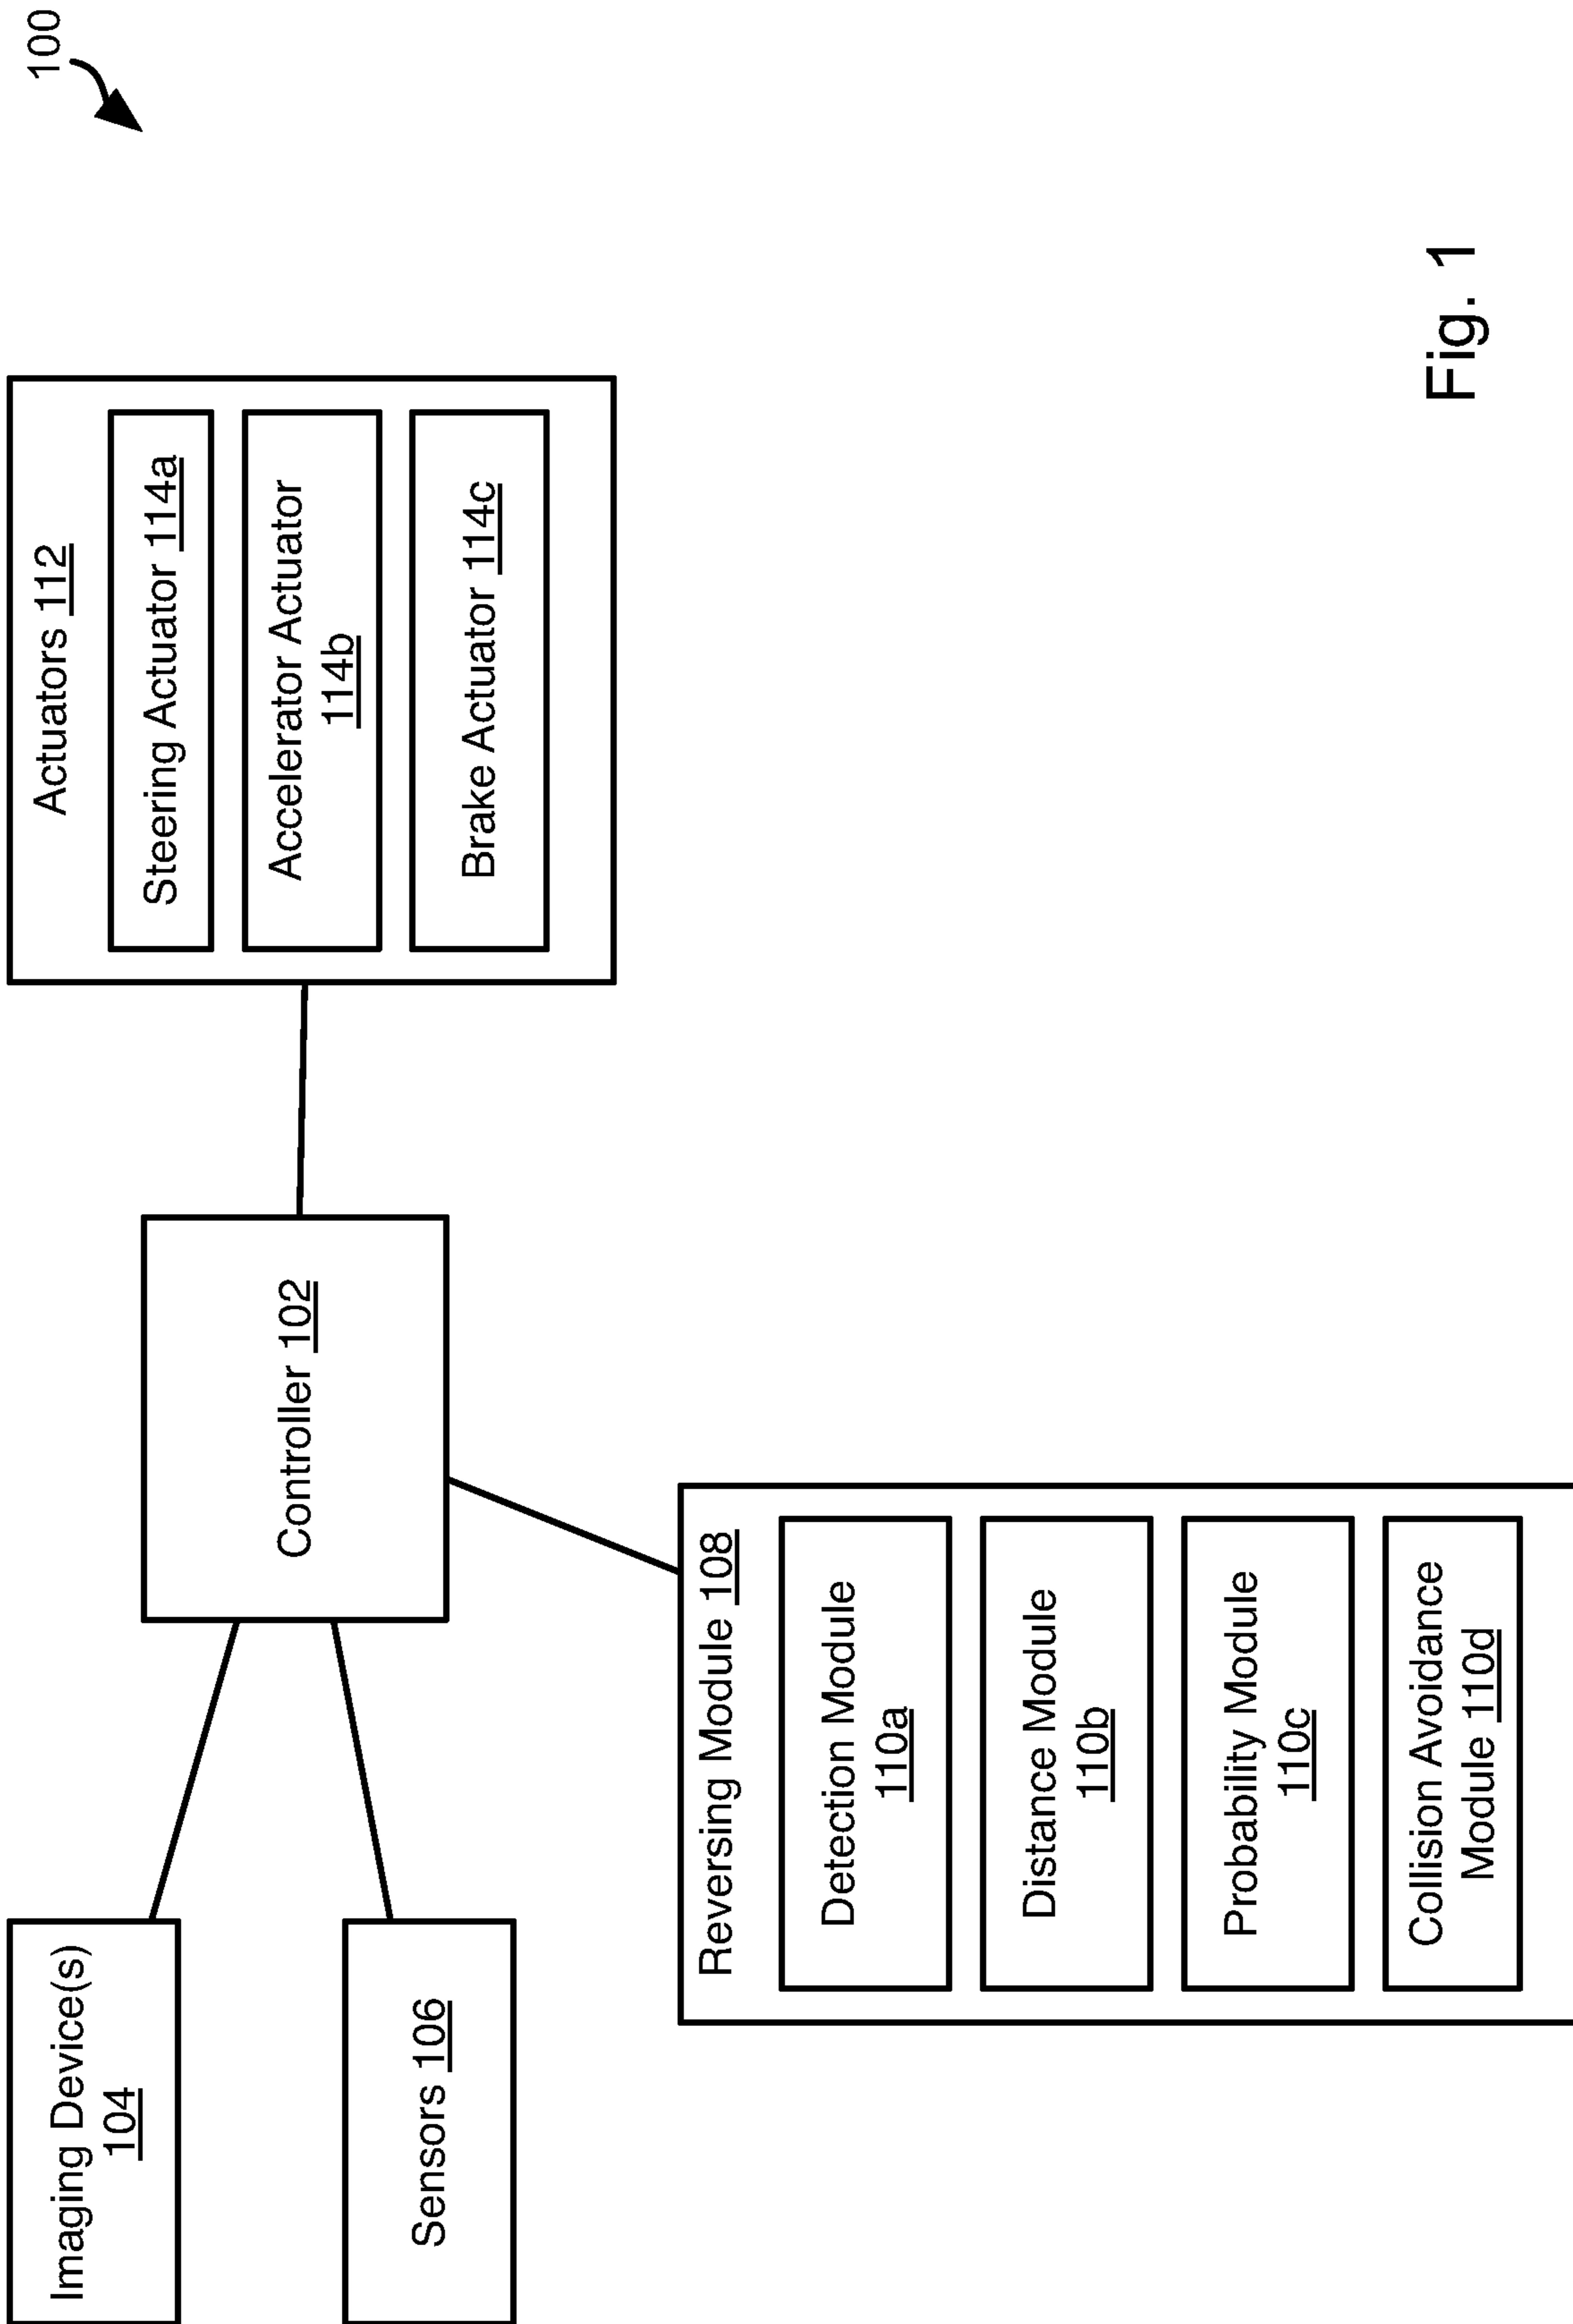 100
Imaging Device(s)
104
Sensors 106
Controller 102
Actuators 112
Steering Actuator 114a
Accelerator Actuator
114b
Brake Actuator 114c
Reversing Module 108
Detection Module
110a
Distance Module
110b
Probability Module
110c
Collision Avoidance
Module 110d
Fig. 1